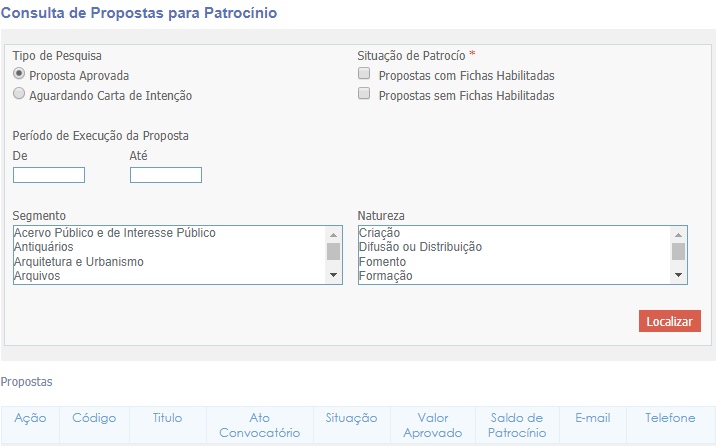 Consulta de Propostas para Patrocínio
Tipo de Pesquisa
Situação de Patrocío *
Proposta Aprovada
Propostas com Fichas Habilitadas
Aguardando Carta de Intenção
Propostas sem Fichas Habilitadas
Período de Execução da Proposta
De
Até
Segmento
Natureza
Acervo Público e de Interesse Público
Antiquários
Arquitetura e Urbanismo
Arquivos
Criação
Difusão ou Distribuição
Fomento
Formação
Localizar
Propostas
Ação
Código
Titulo
Ato
Convocatório
Situação
Valor
Aprovado
Saldo de
Patrocínio
E-mail
Telefone